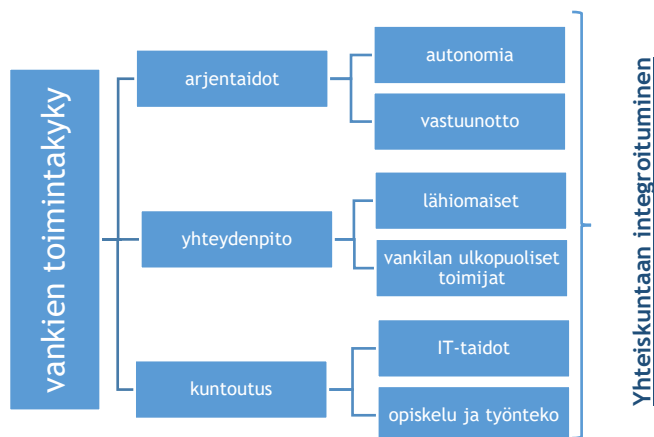 vankien toimintakyky
arjentaidot
autonomia
vastuunotto
yhteydenpito
lähiomaiset
vankilan ulkopuoliset
toimijat
kuntoutus
IT-taidot
opiskelu ja työnteko
Yhteiskuntaan integroituminen